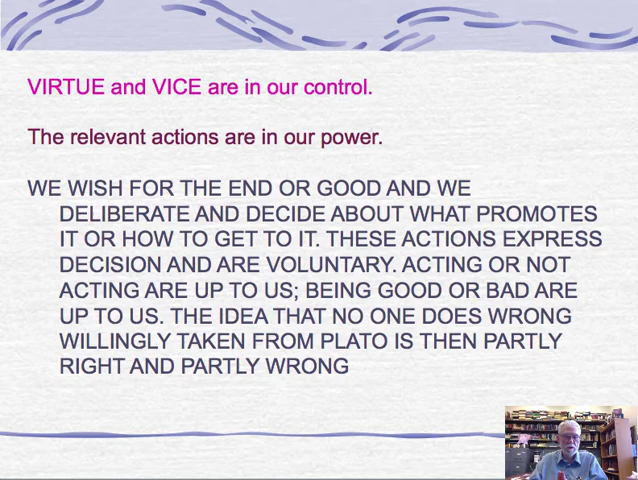 VIRTUE and VICE are in our control.
The relevant actions are in our power.
WE WISH FOR THE END OR GOOD AND WE
DELIBERATE AND DECIDE ABOUT WHAT PROMOTES
IT OR HOW TO GET TO IT. THESE ACTIONS EXPRESS
DECISION AND ARE VOLUNTARY. ACTING OR NOT
ACTING ARE UP TO US; BEING GOOD OR BAD ARE
UP TO US. THE IDEA THAT NO ONE DOES WRONG
WILLINGLY TAKEN FROM PLATO IS THEN PARTLY
RIGHT AND PARTLY WRONG